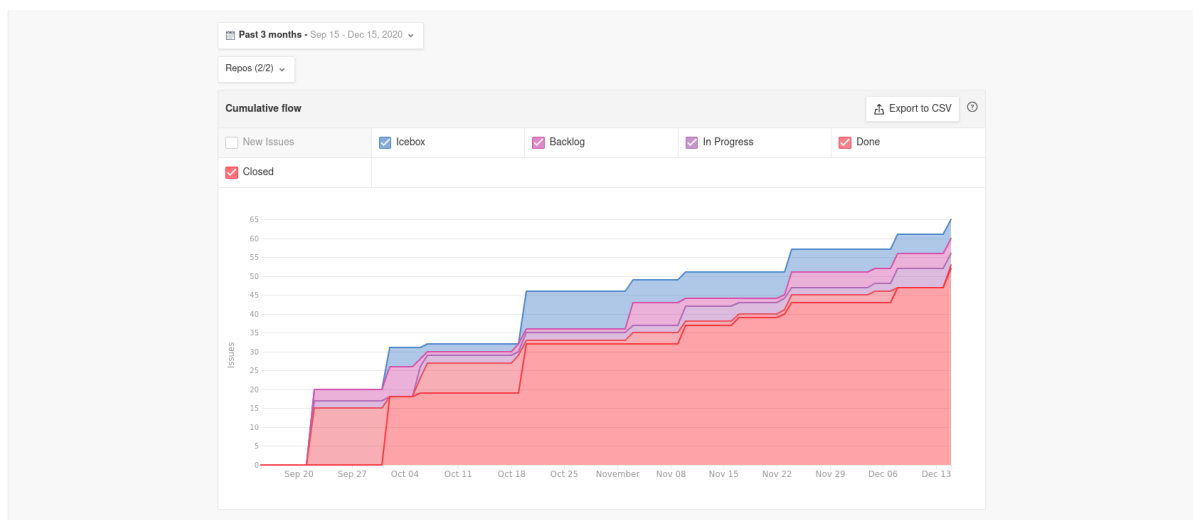 Past 3 months - Sep 15 - Dec 15, 2020
Repos (2/2)
Cumulative flow
Export to CSV
New Issues
Icebox
Backlog
In Progress
Done
Closed
65
60
55
50
45
40
35
30
25
20
15
10
5
0
Issues
Sep 20 Sep 27 Oct 04 Oct 11 Oct 18 Oct 25 November Nov 08 Nov 15 Nov 22 Nov 29 Dec 06 Dec 13